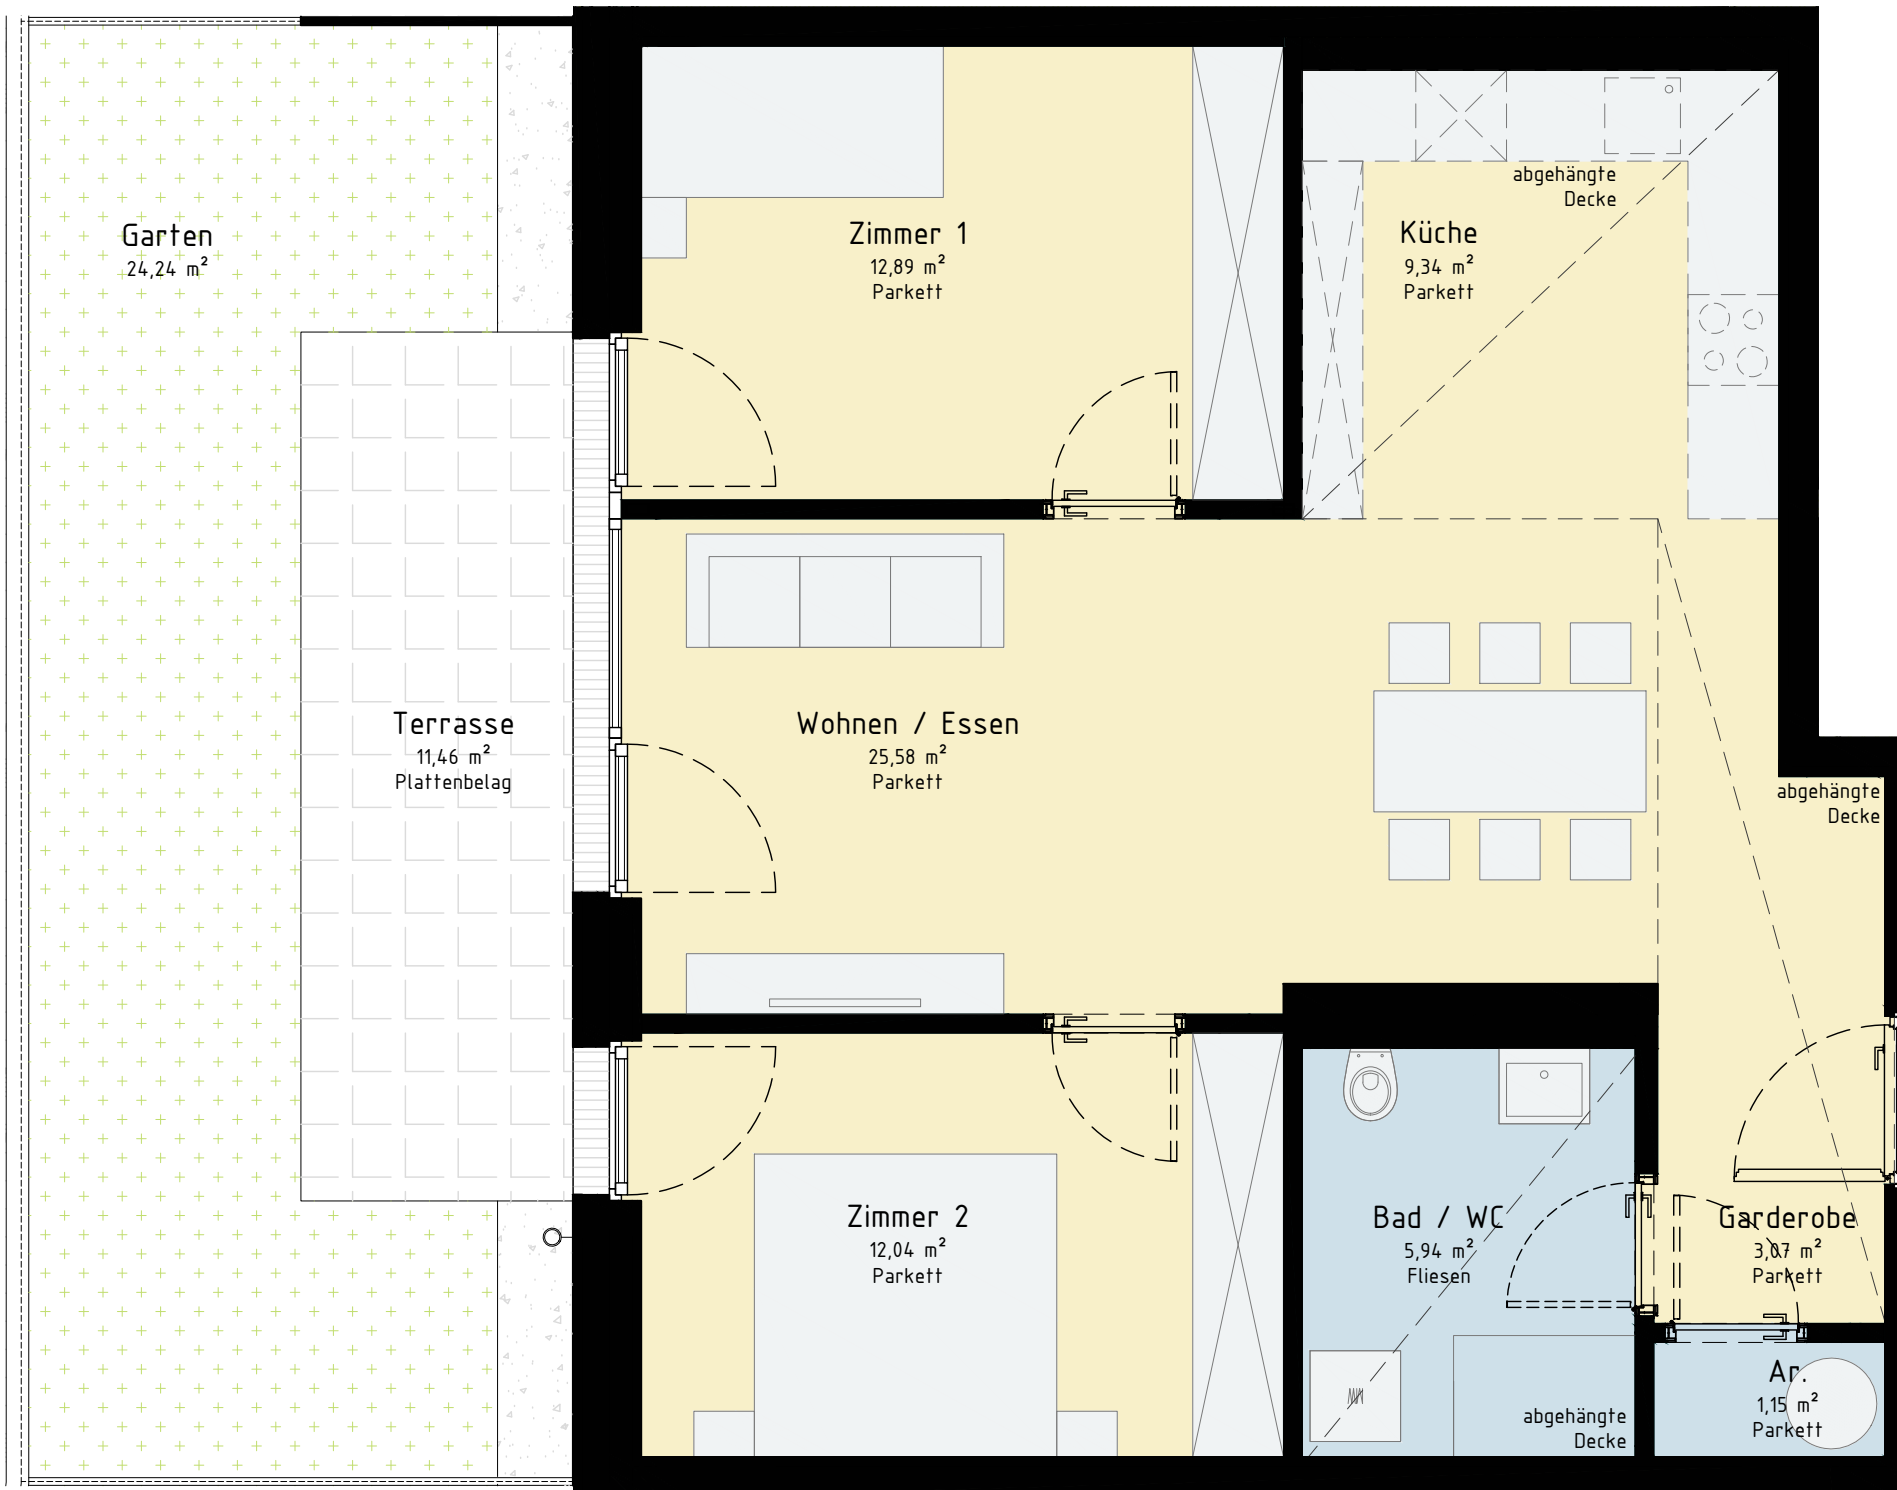 abgehängte
Decke
Garten
24,24 m²
Zimmer 1
12,89 m²
Parkett
Küche
9,34 m²
Parkett
Terrasse
11,46 m²
Plattenbelag
Wohnen / Essen
25,58 m²
Parkett
abgehängte
Decke
Zimmer 2
12,04 m²
Parkett
Bad / WC
5,94 m²
Fliesen
Garderobe
3,07 m²
Parkett
Ar.
1,15 m²
Parkett
abgehängte
Decke